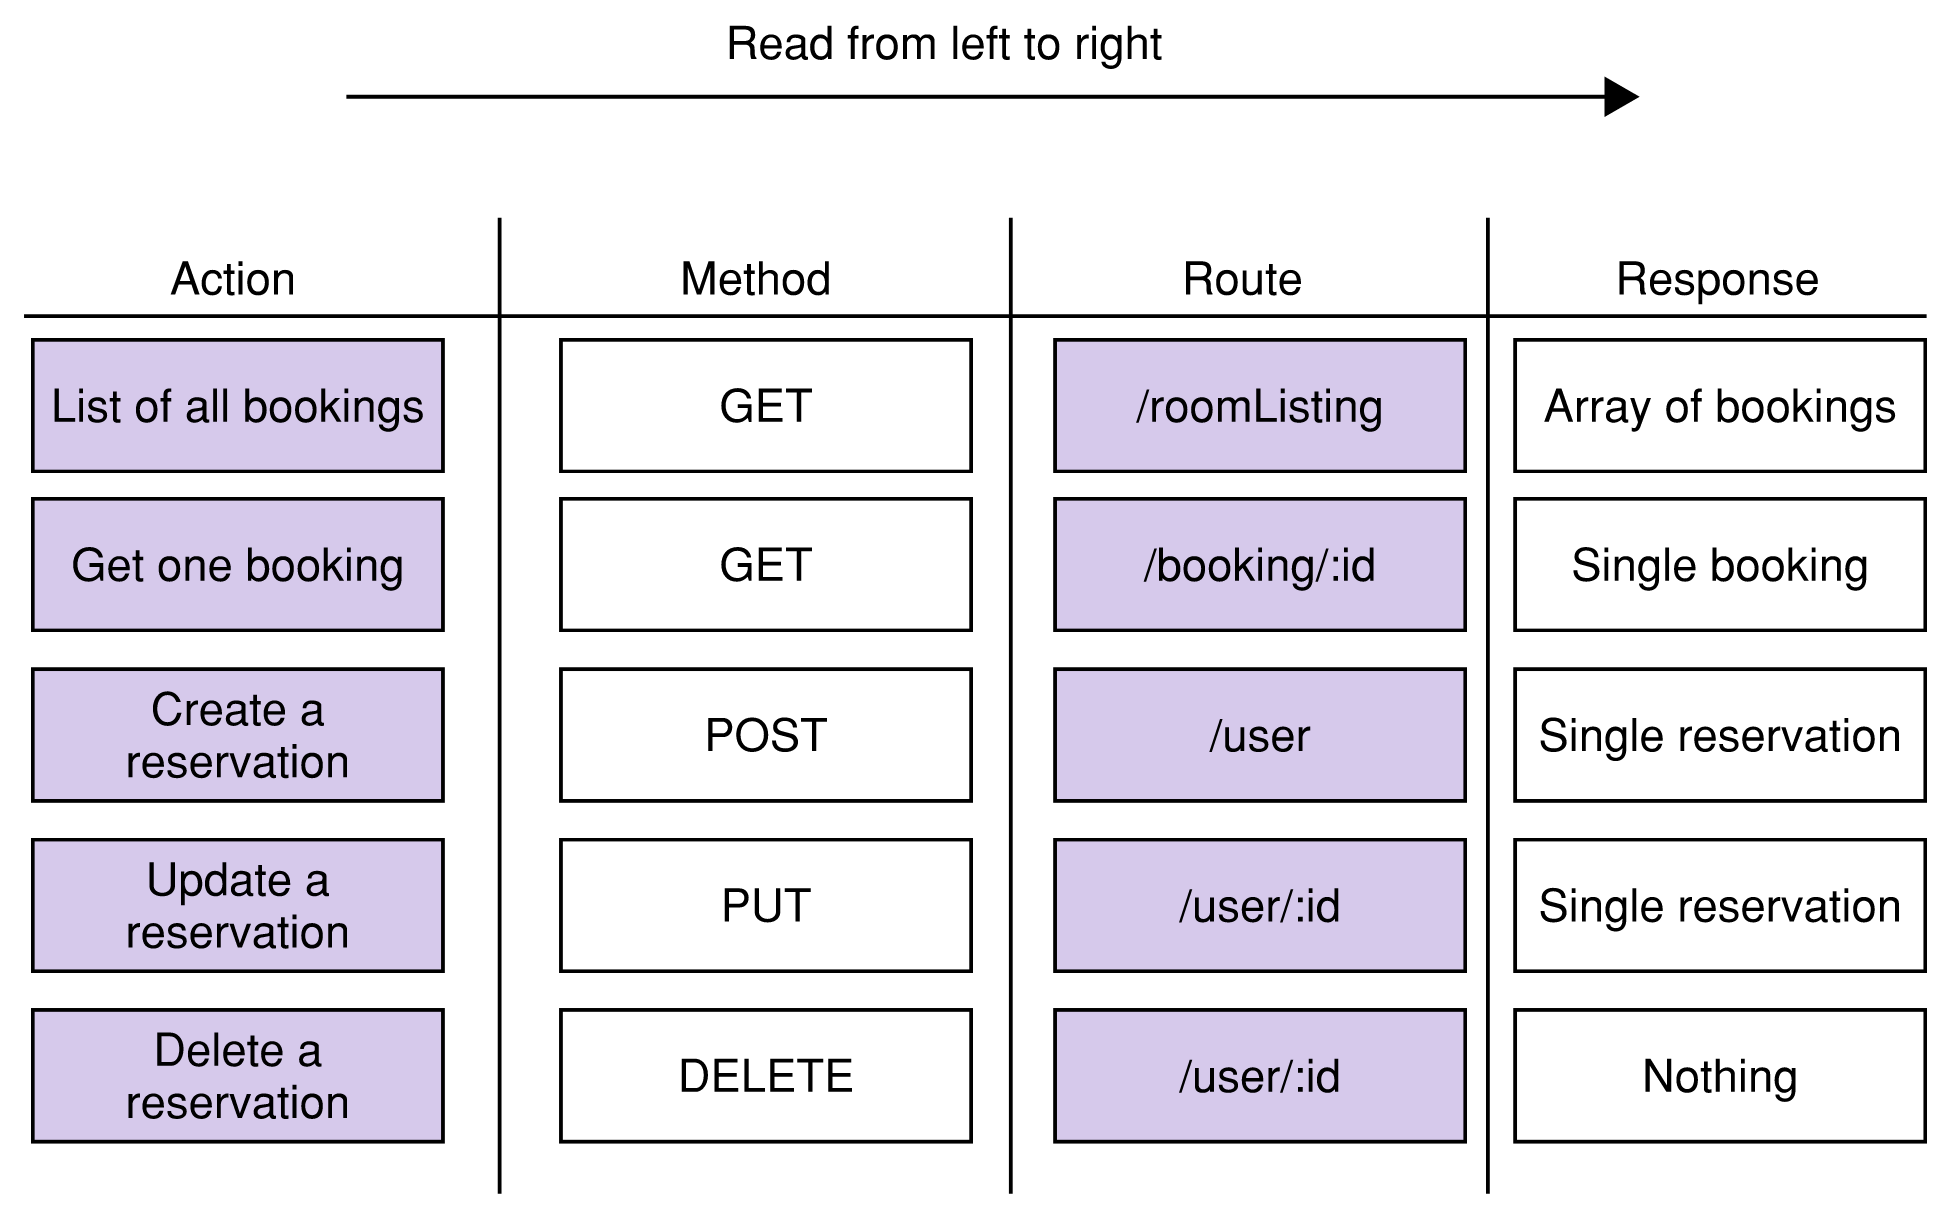 Read from left to right
Action Method Route Response
List of all bookings GET /roomListing Array of bookings
Get one booking GET /booking/:id Single booking
Create a
reservation
POST /user Single reservation
Update a
reservation
PUT /user/:id Single reservation
Delete a
reservation
DELETE /user/:id Nothing